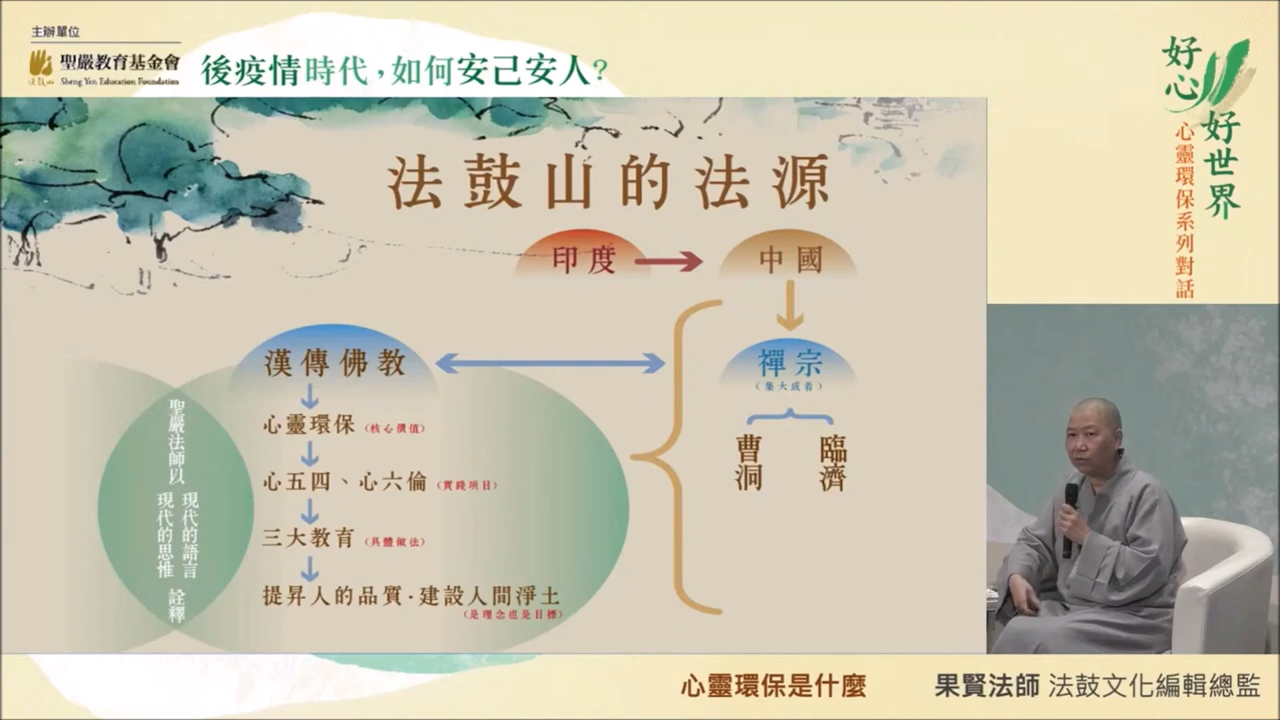 主辦單位
聖嚴教育基金會
Sheng Yen Education Foundation
法鼓山
後疫情時代，如何安己安人？
好心
好世界
心靈環保系列對話
法鼓山的法源
印度
中國
漢傳佛教
禪宗
（集大成者）
曹洞
臨濟
心靈環保（核心價值）
心五四、心六倫（實踐項目）
三大教育（具體做法）
提昇人的品質·建設人間淨土
（是理念也是目標）
聖嚴法師以
現代的語言
現代的思惟
詮釋
心靈環保是什麼
果賢法師 法鼓文化編輯總監